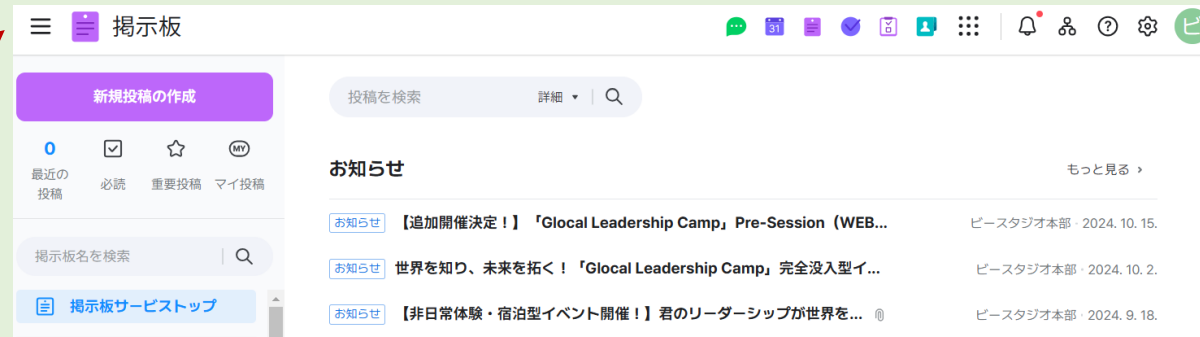 掲示板
31
ビ
新規投稿の作成
0
最近の
投稿
必読
重要投稿
MY
マイ投稿
掲示板名を検索
掲示板サービストップ
投稿を検索 詳細
お知らせ もっと見る
お知らせ 【追加開催決定！】「Glocal Leadership Camp」Pre-Session（WEB... ビースタジオ本部 · 2024. 10. 15.
お知らせ 世界を知り、未来を拓く！「Glocal Leadership Camp」完全没入型イ... ビースタジオ本部 · 2024. 10. 2.
お知らせ 【非日常体験・宿泊型イベント開催！】君のリーダーシップが世界を... ビースタジオ本部 · 2024. 9. 18.